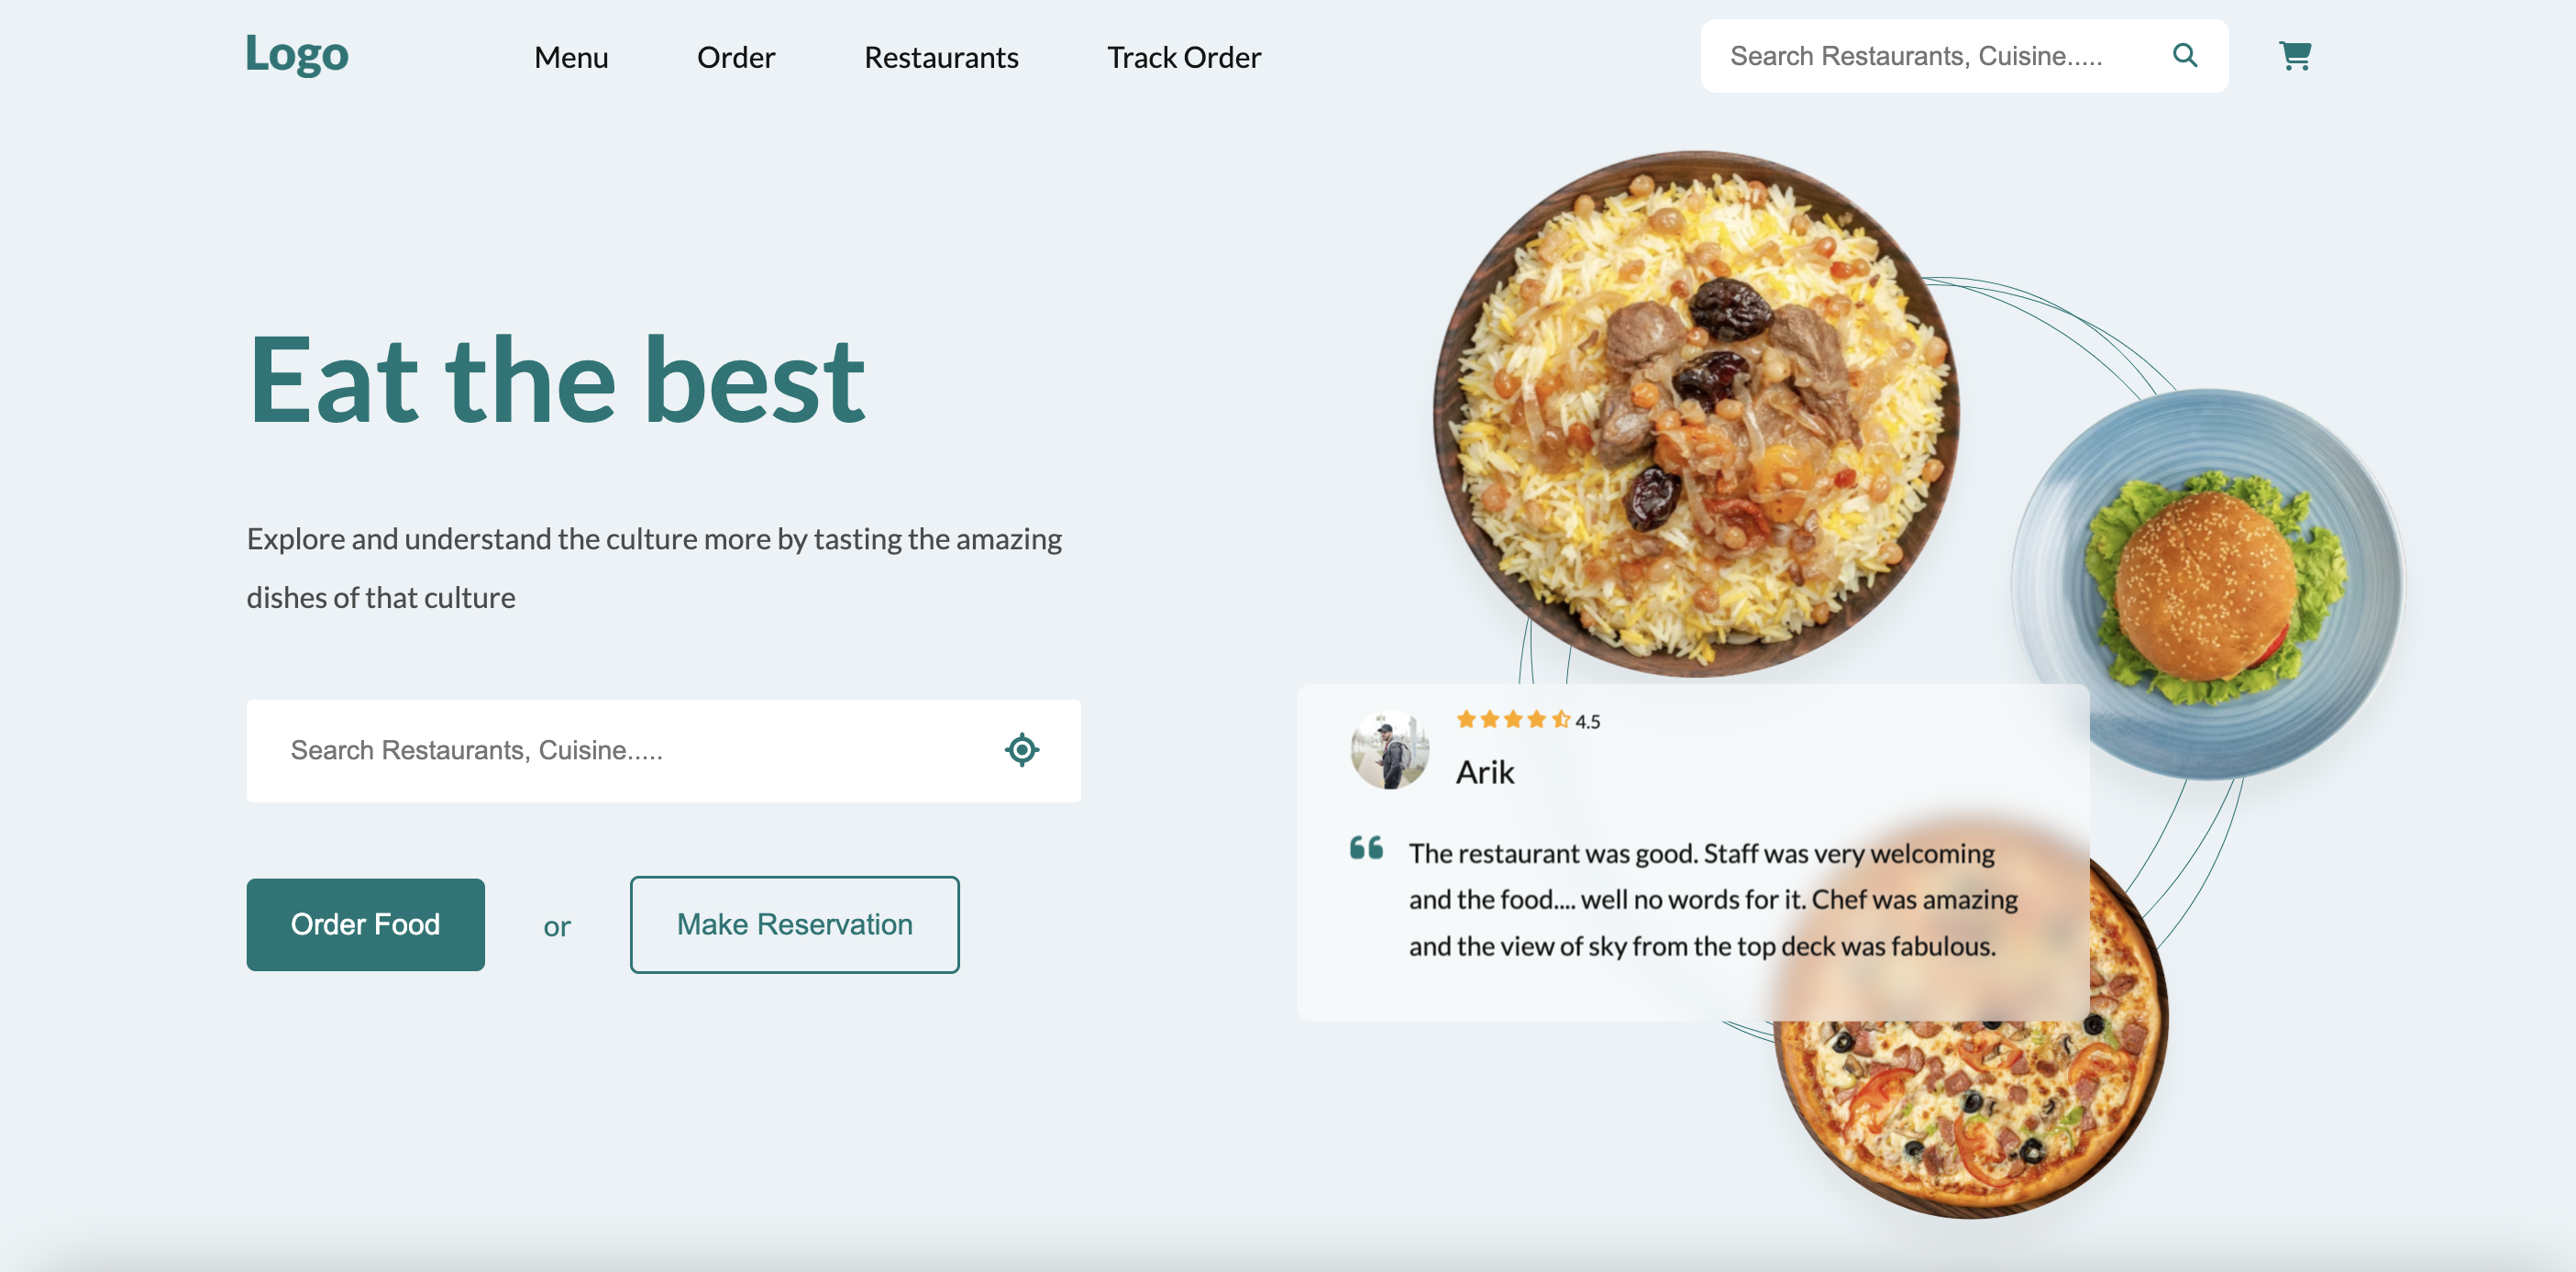 Logo
Menu
Order
Restaurants
Track Order
Search Restaurants, Cuisine.....
Eat the best
Explore and understand the culture more by tasting the amazing
dishes of that culture
Search Restaurants, Cuisine.....
Order Food
or
Make Reservation
4.5
Arik
The restaurant was good. Staff was very welcoming
and the food.... well no words for it. Chef was amazing
and the view of sky from the top deck was fabulous.